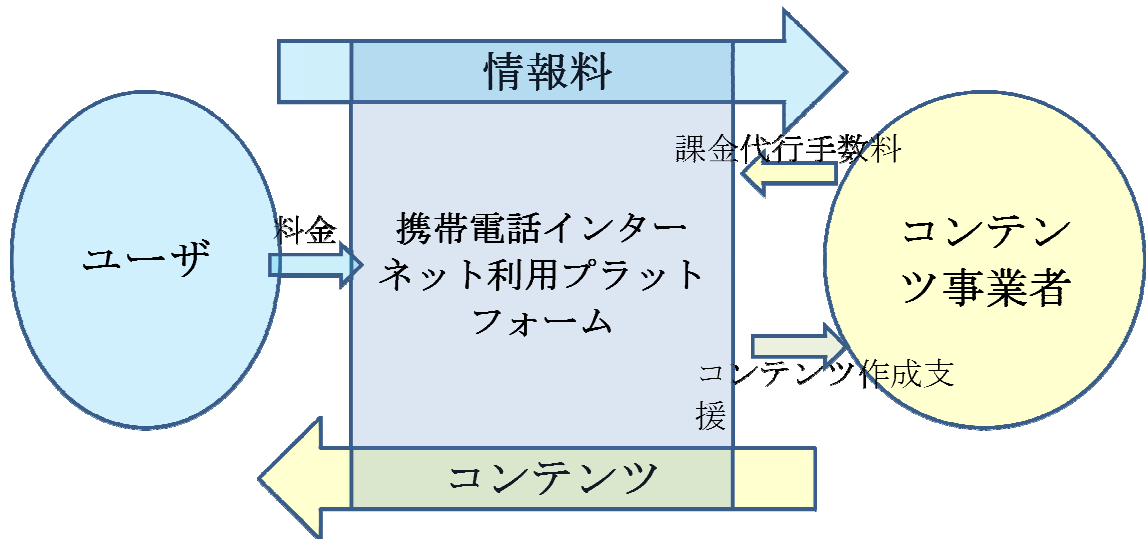 情報料
課金代行手数料
ユーザ
料金
携帯電話インター
ネット利用プラット
フォーム
コンテン
ツ事業者
コンテンツ作成支
援
コンテンツ